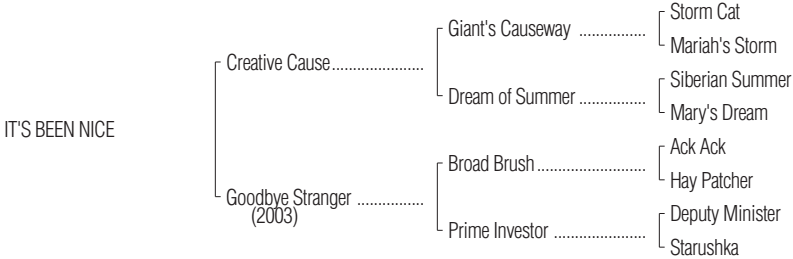 Storm Cat
Giant's Causeway ................
Mariah's Storm
Creative Cause......................
Siberian Summer
Dream of Summer ................
Mary's Dream
IT'S BEEN NICE
Ack Ack
Broad Brush..........................
Hay Patcher
Goodbye Stranger ................
(2003)
Deputy Minister
Prime Investor ......................
Starushka